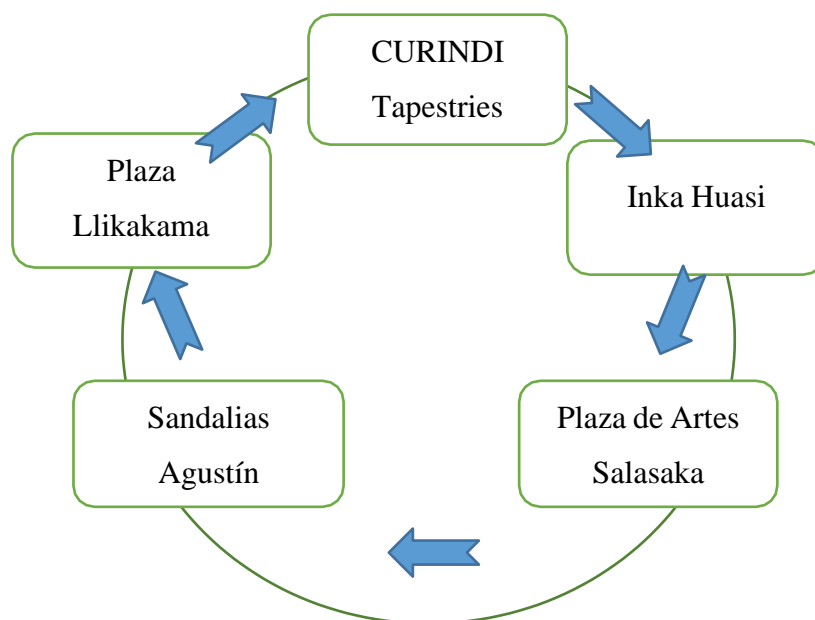 CURINDI
Tapestries
Inka Huasi
Plaza de Artes
Salasaka
Sandalias
Agustín
Plaza
Llikakama